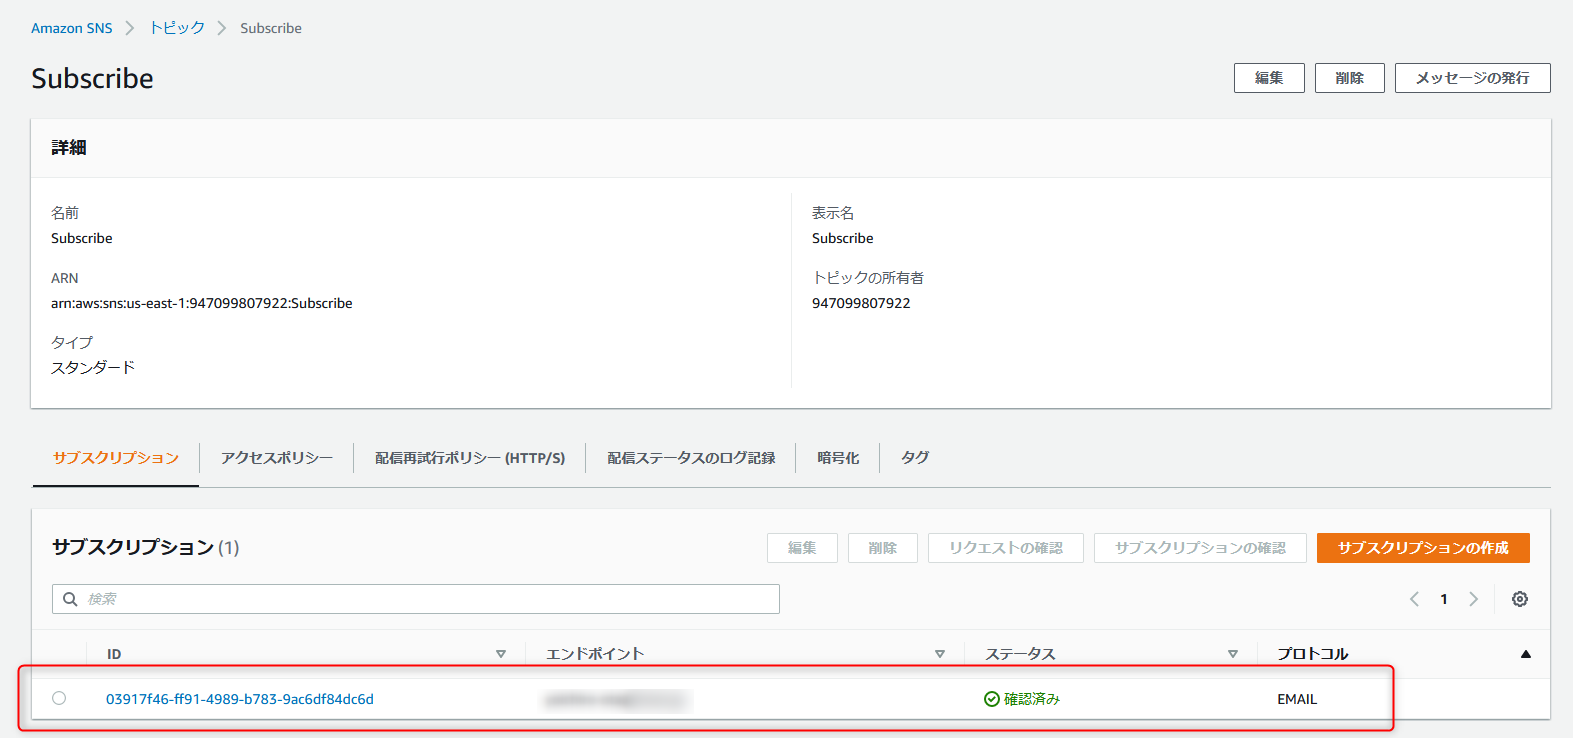 Amazon SNS トピック Subscribe
Subscribe
編集 削除 メッセージの発行
詳細
名前
Subscribe
ARN
arn:aws:sns:us-east-1:947099807922:Subscribe
タイプ
スタンダード
表示名
Subscribe
トピックの所有者
947099807922
サブスクリプション アクセスポリシー 配信再試行ポリシー (HTTP/S) 配信ステータスのログ記録 暗号化 タグ
サブスクリプション (1)
編集 削除 リクエストの確認 サブスクリプションの確認 サブスクリプションの作成
検索
1
ID エンドポイント ステータス プロトコル
03917f46-ff91-4989-b783-9ac6df84dc6d 確認済み EMAIL